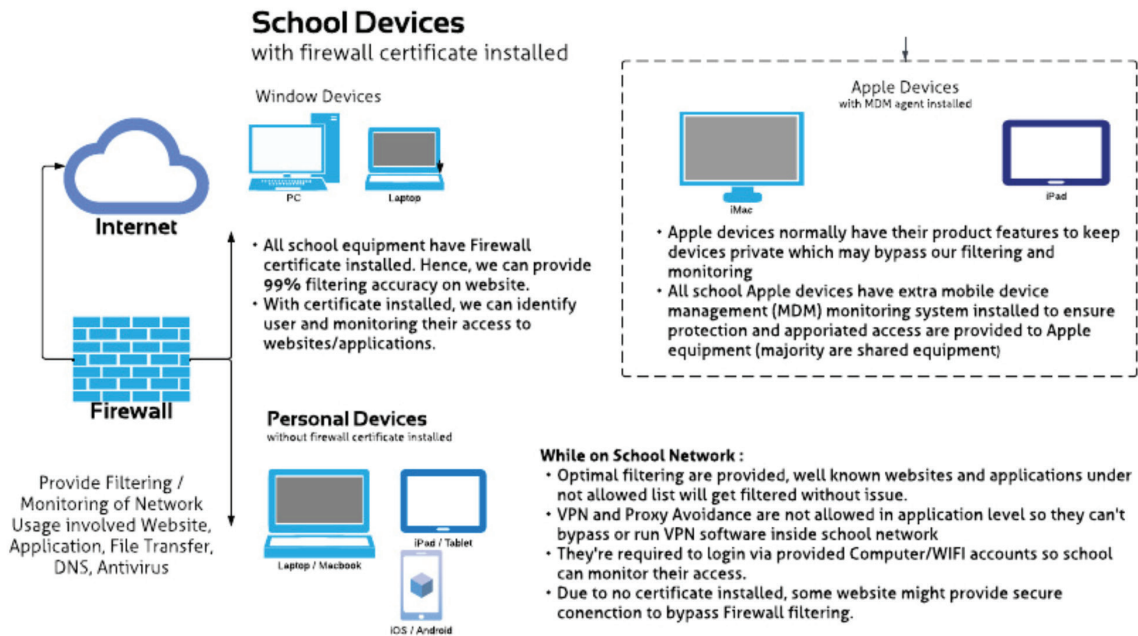 School Devices
with firewall certificate installed
Window Devices
PC
Laptop
• All school equipment have Firewall
certificate installed. Hence, we can provide
99% filtering accuracy on website.
• With certificate installed, we can identify
user and monitoring their access to
websites/applications.
Apple Devices
with MDM agent installed
iMac
iPad
• Apple devices normally have their product features to keep
devices private which may bypass our filtering and
monitoring
• All school Apple devices have extra mobile device
management (MDM) monitoring system installed to ensure
protection and apporiated access are provided to Apple
equipment (majority are shared equipment)
Internet
Firewall
Provide Filtering /
Monitoring of Network
Usage involved Website,
Application, File Transfer,
DNS, Antivirus
Personal Devices
without firewall certificate installed
Laptop / Macbook
iPad / Tablet
iOS / Android
While on School Network :
• Optimal filtering are provided, well known websites and applications under
not allowed list will get filtered without issue.
• VPN and Proxy Avoidance are not allowed in application level so they can't
bypass or run VPN software inside school network
• They're required to login via provided Computer/WIFI accounts so school
can monitor their access.
• Due to no certificate installed, some website might provide secure
conenction to bypass Firewall filtering.